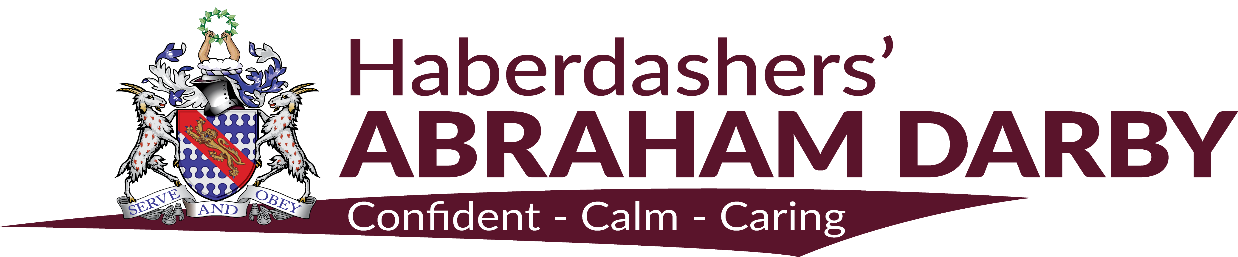 Haberdashers’
ABRAHAM DARBY
SERVE AND OBEY
Confident - Calm - Caring